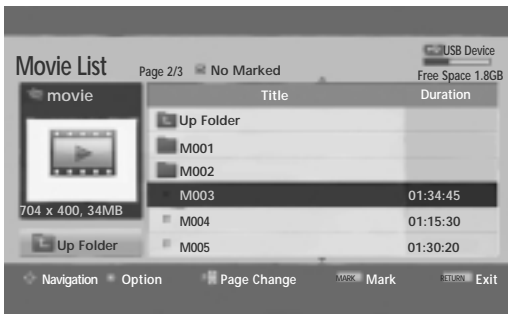 USB Device
Movie List Page 2/3 No Marked
Free Space 1.8GB
movie
Title Duration
Up Folder
M001
M002
M003 01:34:45
704 x 400, 34MB
M004 01:15:30
Up Folder
M005 01:30:20
Navigation Option Page Change MARK Mark RETURN Exit